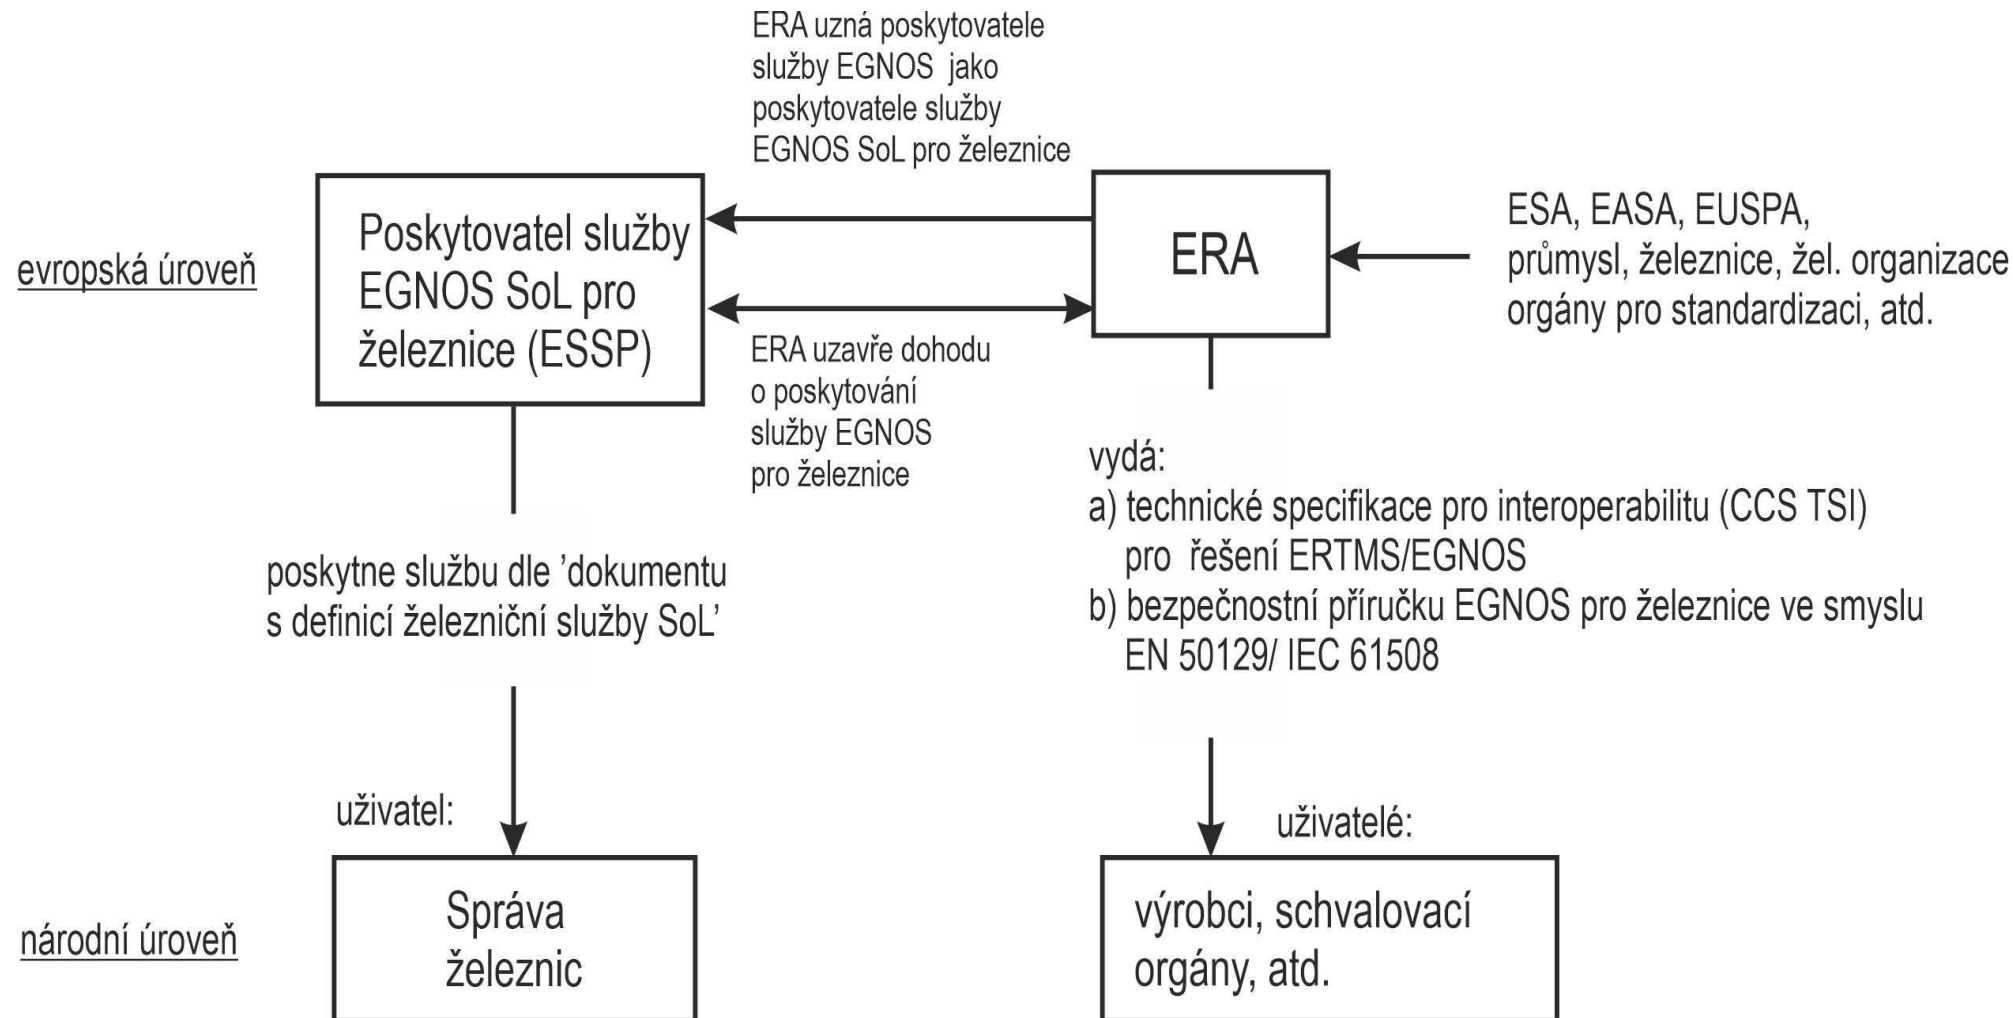 ERA uzná poskytovatele
služby EGNOS jako
poskytovatele služby
EGNOS SoL pro železnice
evropská úroveň
Poskytovatel služby
EGNOS SoL pro
železnice (ESSP)
ERA
ESA, EASA, EUSPA,
průmysl, železnice, žel. organizace
orgány pro standardizaci, atd.
ERA uzavře dohodu
o poskytování
služby EGNOS
pro železnice
poskytne službu dle ’dokumentu
s definicí železniční služby SoL’
vydá:
a) technické specifikace pro interoperabilitu (CCS TSI)
pro řešení ERTMS/EGNOS
b) bezpečnostní příručku EGNOS pro železnice ve smyslu
EN 50129/ IEC 61508
uživatel:
uživatelé:
národní úroveň
Správa
železnic
výrobci, schvalovací
orgány, atd.